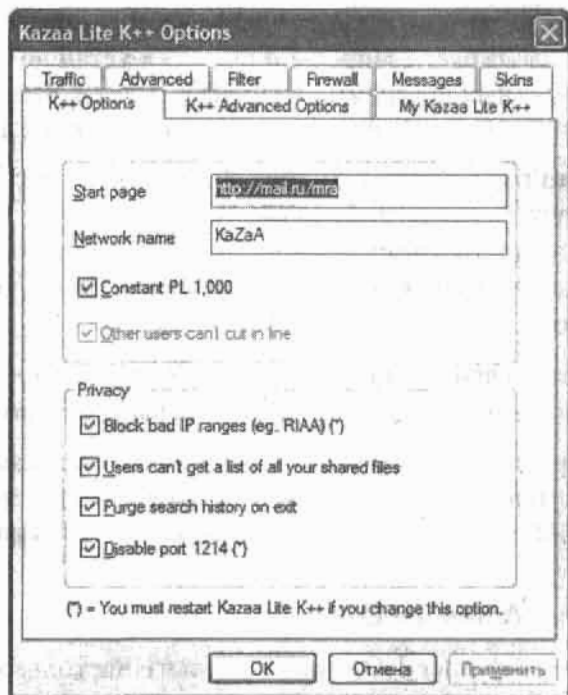 Kazaa Lite K++ Options
Traffic Advanced Filter Firewall Messages Skins
K++ Options K++ Advanced Options My Kazaa Lite K++
Start page http://mail.ru/mra
Network name KaZaA
Constant PL 1,000
Other users can't cut in line
Privacy
Block bad IP ranges (eg. RIAA) (*)
Users can't get a list of all your shared files
Purge search history on exit
Disable port 1214 (*)
(*) = You must restart Kazaa Lite K++ if you change this option.
OK Отмена Применить